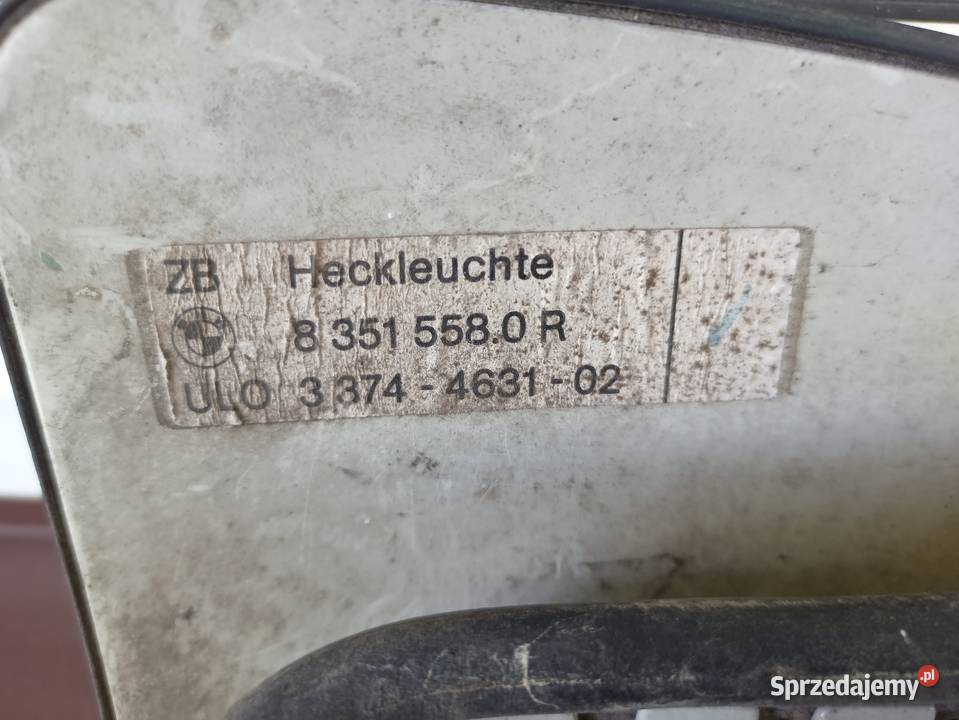 ZB Heckleuchte
8 351 558.0 R
ULO 3 374 - 4631 - 02
Sprzedajemy .pl